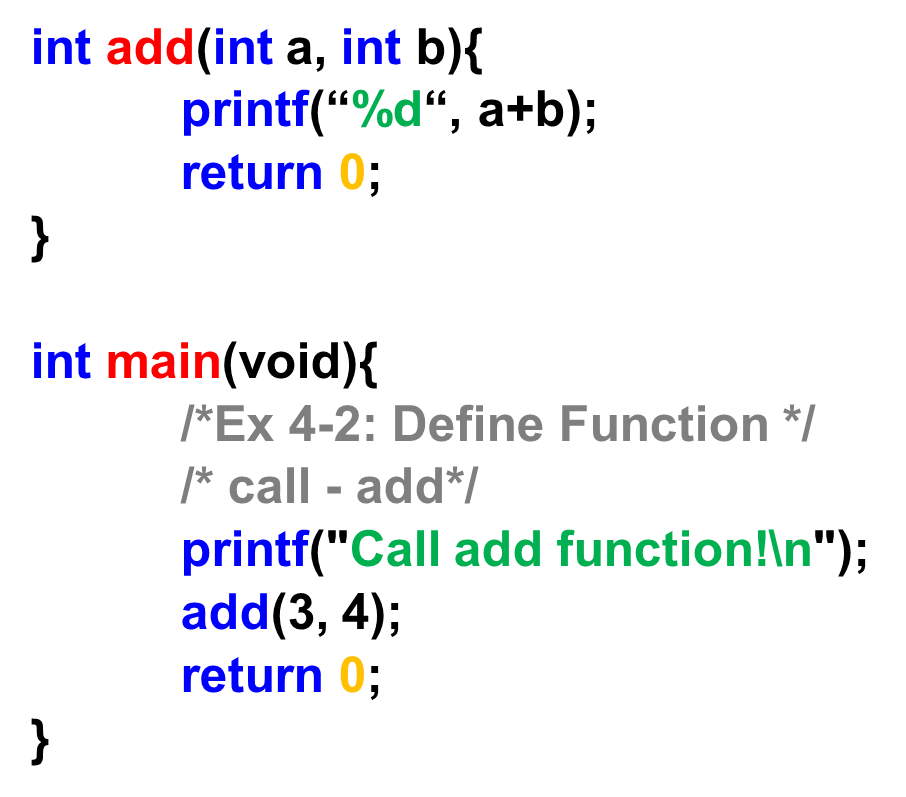 int add(int a, int b){
printf(“%d“, a+b);
return 0;
}
int main(void){
/*Ex 4-2: Define Function */
/* call - add*/
printf("Call add function!\n");
add(3, 4);
return 0;
}